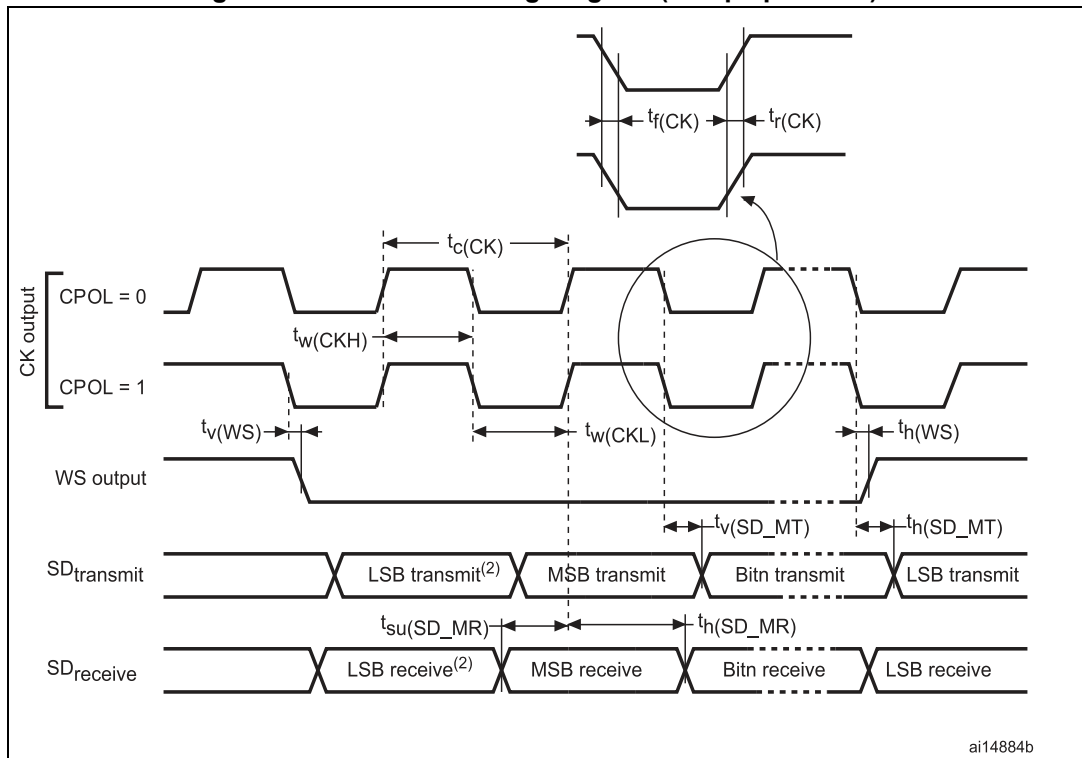 tf(CK)
tr(CK)
tc(CK)
CK output
CPOL = 0
tw(CKH)
CPOL = 1
tv(WS)
tw(CKL)
th(WS)
WS output
tv(SD_MT)
th(SD_MT)
SDtransmit
LSB transmit(2)
MSB transmit
Bitn transmit
LSB transmit
tsu(SD_MR)
th(SD_MR)
SDreceive
LSB receive(2)
MSB receive
Bitn receive
LSB receive
ai14884b